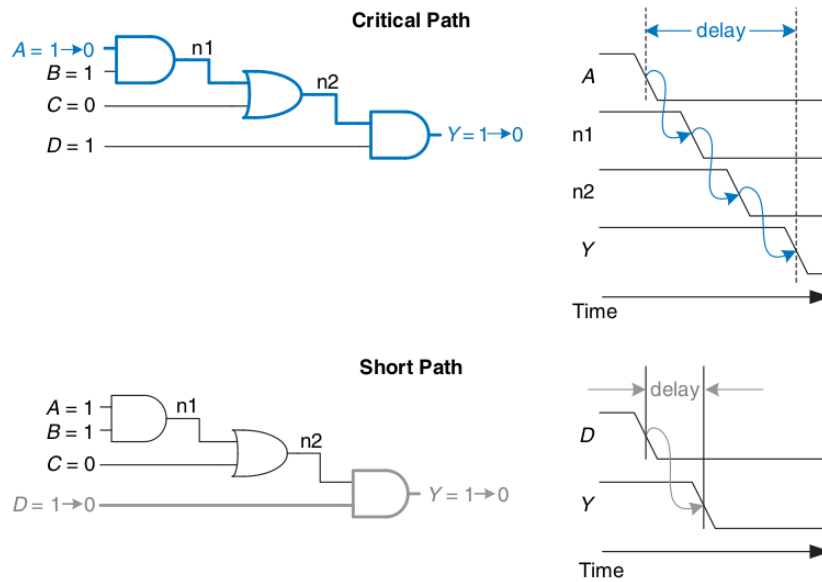 Critical Path
A = 1→0
B = 1
C = 0
D = 1
n1
n2
Y = 1→0
delay
A
n1
n2
Y
Time
Short Path
A = 1
B = 1
C = 0
D = 1→0
n1
n2
Y = 1→0
delay
D
Y
Time